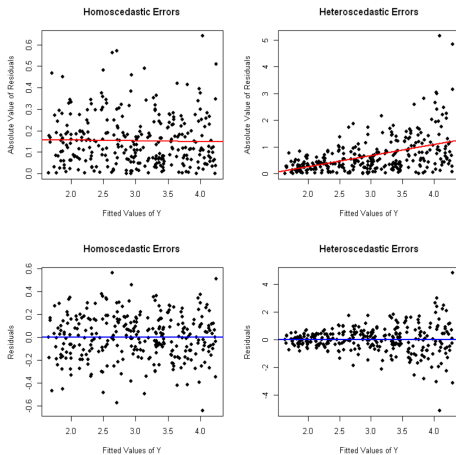 Homoscedastic Errors
Absolute Value of Residuals
0.6
0.5
0.4
0.3
0.2
0.1
0.0
2.0 2.5 3.0 3.5 4.0
Fitted Values of Y
Heteroscedastic Errors
Absolute Value of Residuals
5
4
3
2
1
0
2.0 2.5 3.0 3.5 4.0
Fitted Values of Y
Homoscedastic Errors
Residuals
0.6
0.4
0.2
0.0
-0.2
-0.4
-0.6
2.0 2.5 3.0 3.5 4.0
Fitted Values of Y
Heteroscedastic Errors
Residuals
4
2
0
-2
-4
2.0 2.5 3.0 3.5 4.0
Fitted Values of Y